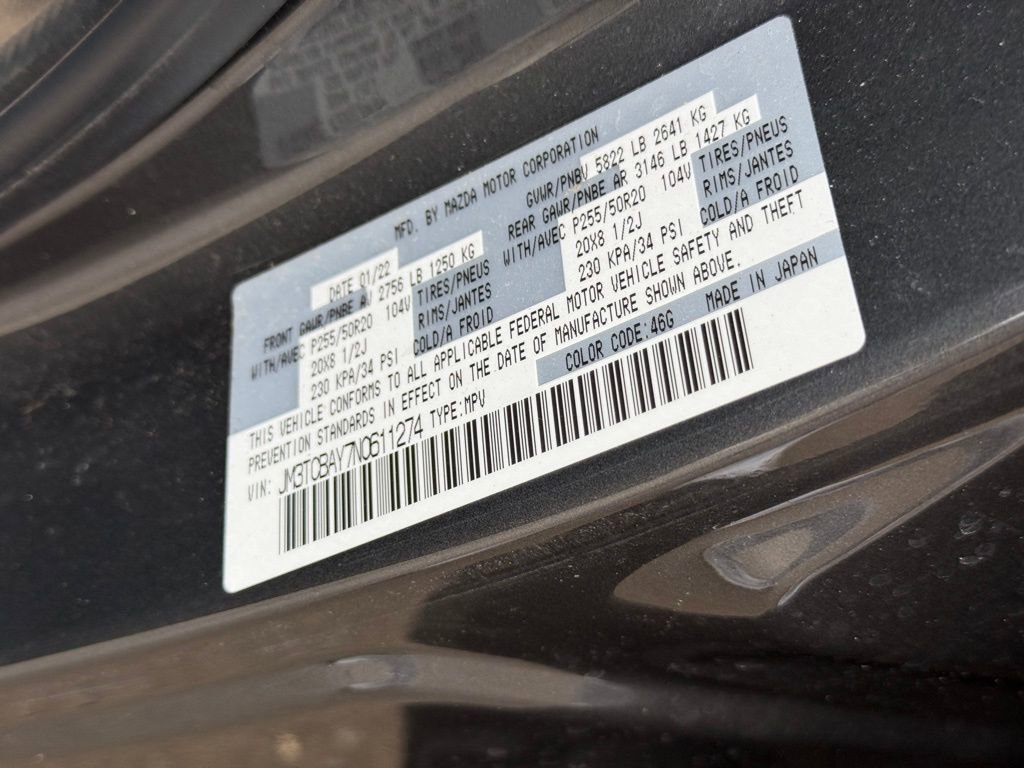 MFD. BY MAZDA MOTOR CORPORATION
DATE 01/22
GVWR/PNBV 5822 LB 2641 KG
FRONT GAWR/PNBE AV 2756 LB 1250 KG
REAR GAWR/PNBE AR 3146 LB 1427 KG
WITH/AVEC P255/50R20 104V TIRES/PNEUS
WITH/AVEC P255/50R20 104V TIRES/PNEUS
20X8 1/2J RIMS/JANTES
20X8 1/2J RIMS/JANTES
230 KPA/34 PSI COLD/A FROID
230 KPA/34 PSI COLD/A FROID
THIS VEHICLE CONFORMS TO ALL APPLICABLE FEDERAL MOTOR VEHICLE SAFETY AND THEFT
PREVENTION STANDARDS IN EFFECT ON THE DATE OF MANUFACTURE SHOWN ABOVE.
VIN: JM3TCBAY7N0611274 TYPE:MPV
COLOR CODE:46G MADE IN JAPAN